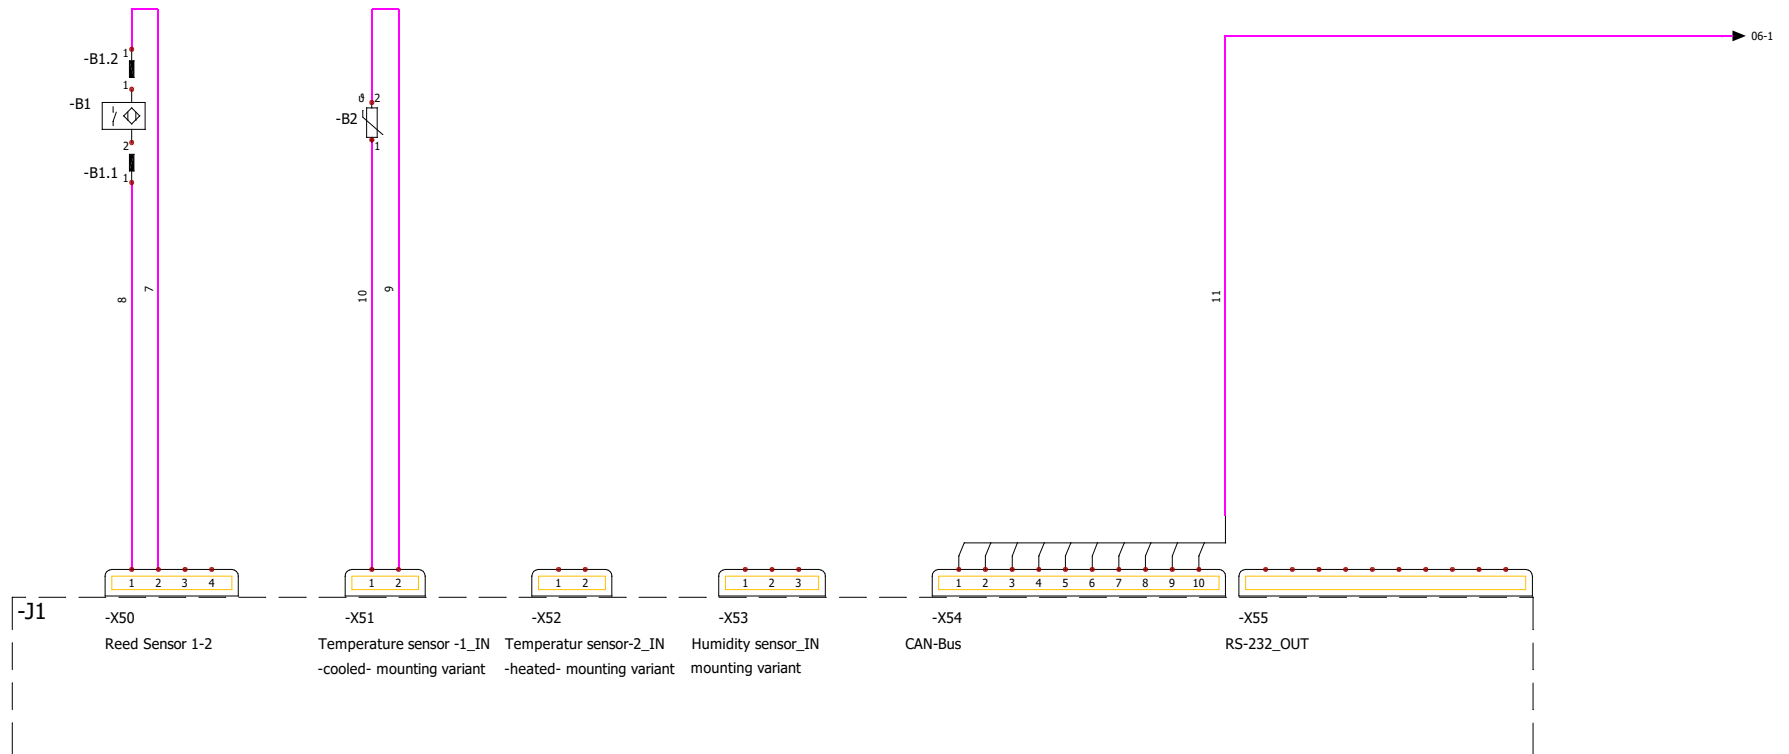 06-1
1
-B1.2
1
-B1
2
-B1.1
1
ϑ 2
-B2
1
8
7
10
9
11
1 2 3 4
1 2
1 2
1 2 3
1 2 3 4 5 6 7 8 9 10
-J1
-X50
-X51
-X52
-X53
-X54
-X55
Reed Sensor 1-2
Temperature sensor -1_IN
-cooled- mounting variant
Temperatur sensor-2_IN
-heated- mounting variant
Humidity sensor_IN
mounting variant
CAN-Bus
RS-232_OUT